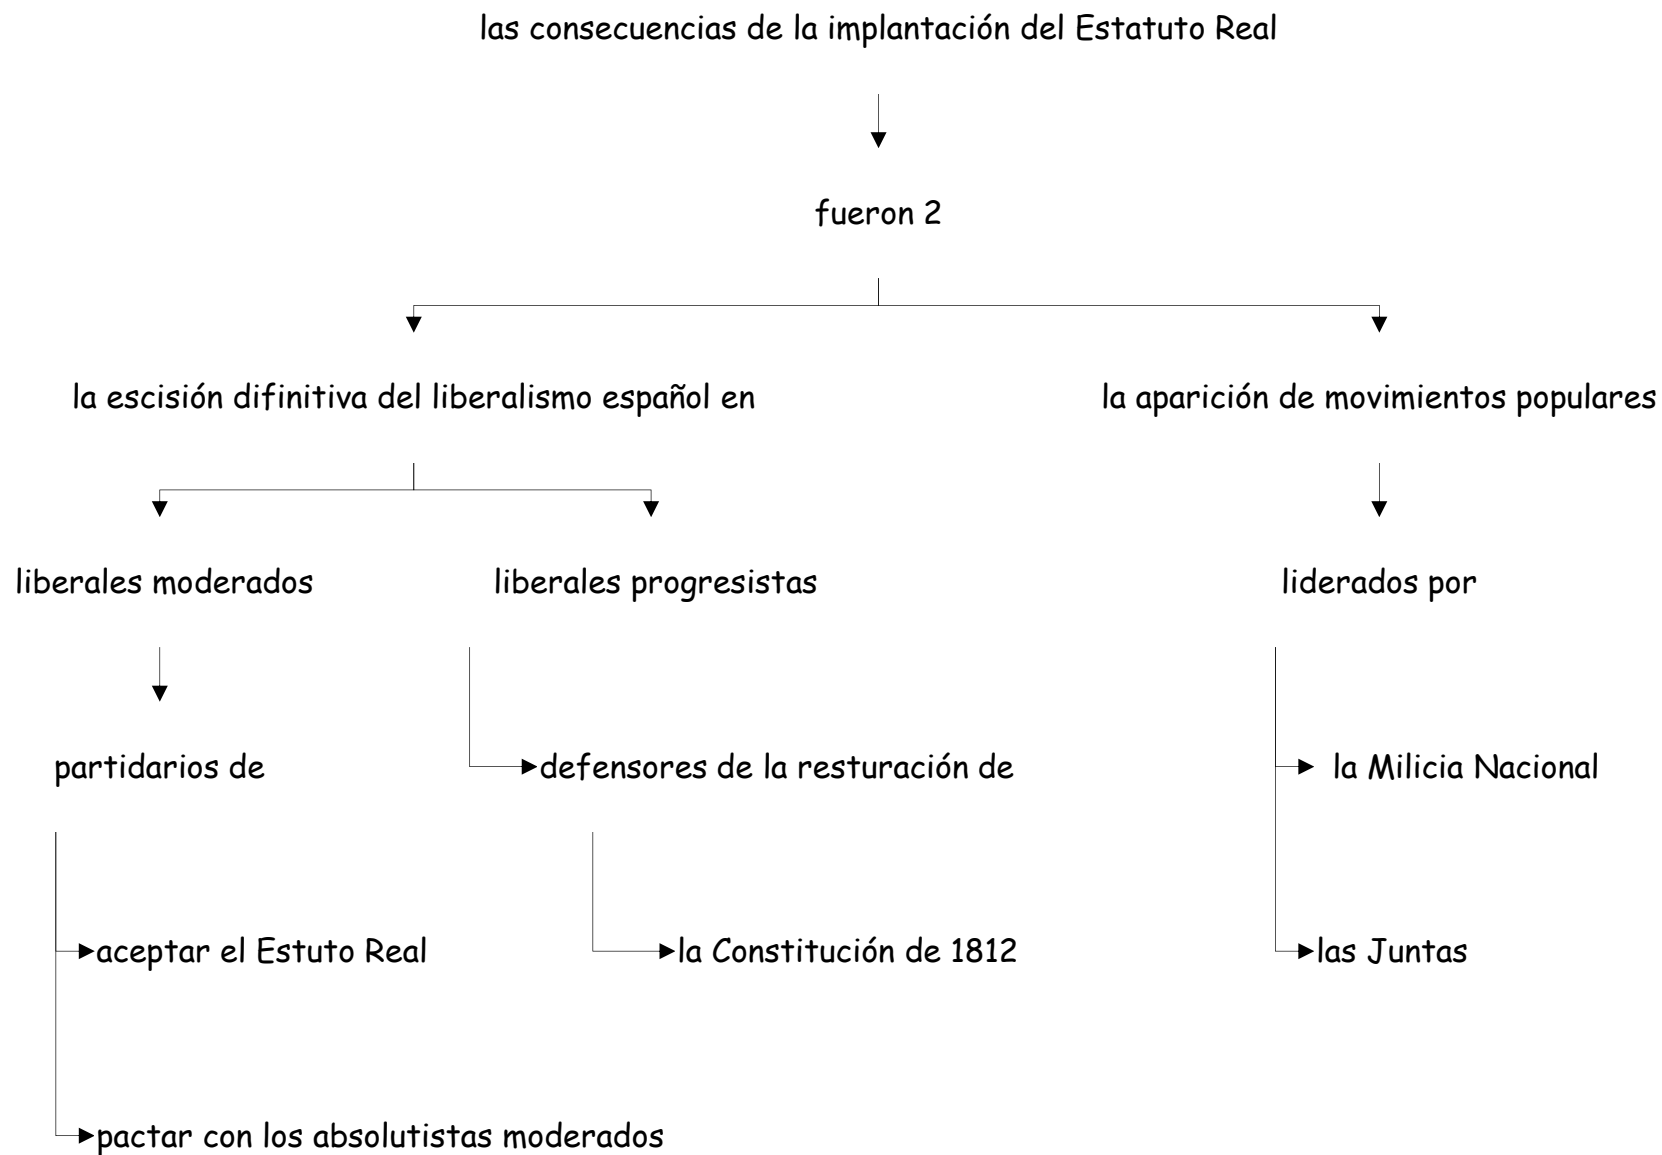 las consecuencias de la implantación del Estatuto Real
fueron 2
la escisión difinitiva del liberalismo español en
la aparición de movimientos populares
liberales moderados
liberales progresistas
liderados por
partidarios de
defensores de la resturación de
la Milicia Nacional
aceptar el Estuto Real
la Constitución de 1812
las Juntas
pactar con los absolutistas moderados